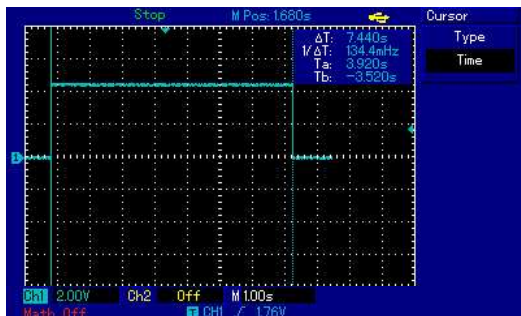 Stop M Pos: 1.680s Cursor
Type
Time
ΔT: 7.440s
1/ΔT: 134.4mHz
Ta: 3.920s
Tb: -3.520s
1
Ch1 2.00V Ch2 Off M 1.00s
Math Off T CH1 / 1.76V